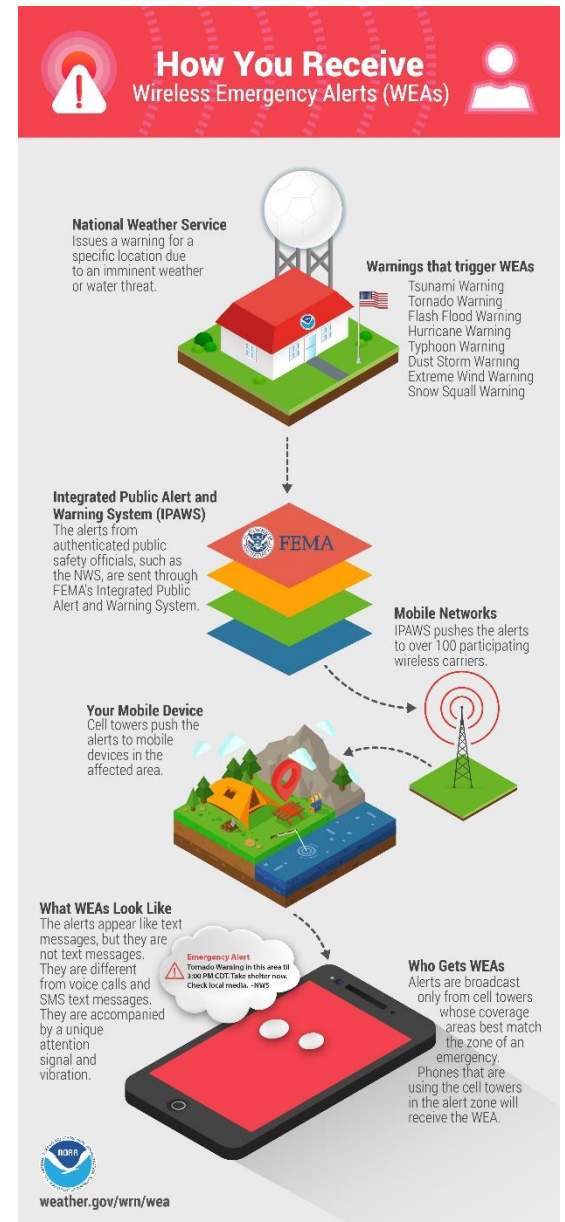 How You Receive
Wireless Emergency Alerts (WEAs)
National Weather Service
Issues a warning for a
specific location due
to an imminent weather
or water threat.
Warnings that trigger WEAs
Tsunami Warning
Tornado Warning
Flash Flood Warning
Hurricane Warning
Typhoon Warning
Dust Storm Warning
Extreme Wind Warning
Snow Squall Warning
Integrated Public Alert and
Warning System (IPAWS)
The alerts from
authenticated public
safety officials, such as
the NWS, are sent through
FEMA's Integrated Public
Alert and Warning System.
FEMA
Mobile Networks
IPAWS pushes the alerts
to over 100 participating
wireless carriers.
Your Mobile Device
Cell towers push the
alerts to mobile
devices in the
affected area.
What WEAs Look Like
The alerts appear like text
messages, but they are
not text messages.
They are different
from voice calls and
SMS text messages.
They are accompanied
by a unique
attention
signal and
vibration.
Emergency Alert
Tornado Warning in this area til
3:00 PM CDT. Take shelter now.
Check local media. -NWS
Who Gets WEAs
Alerts are broadcast
only from cell towers
whose coverage
areas best match
the zone of an
emergency.
Phones that are
using the cell towers
in the alert zone will
receive the WEA.
NOAA
weather.gov/wrn/wea